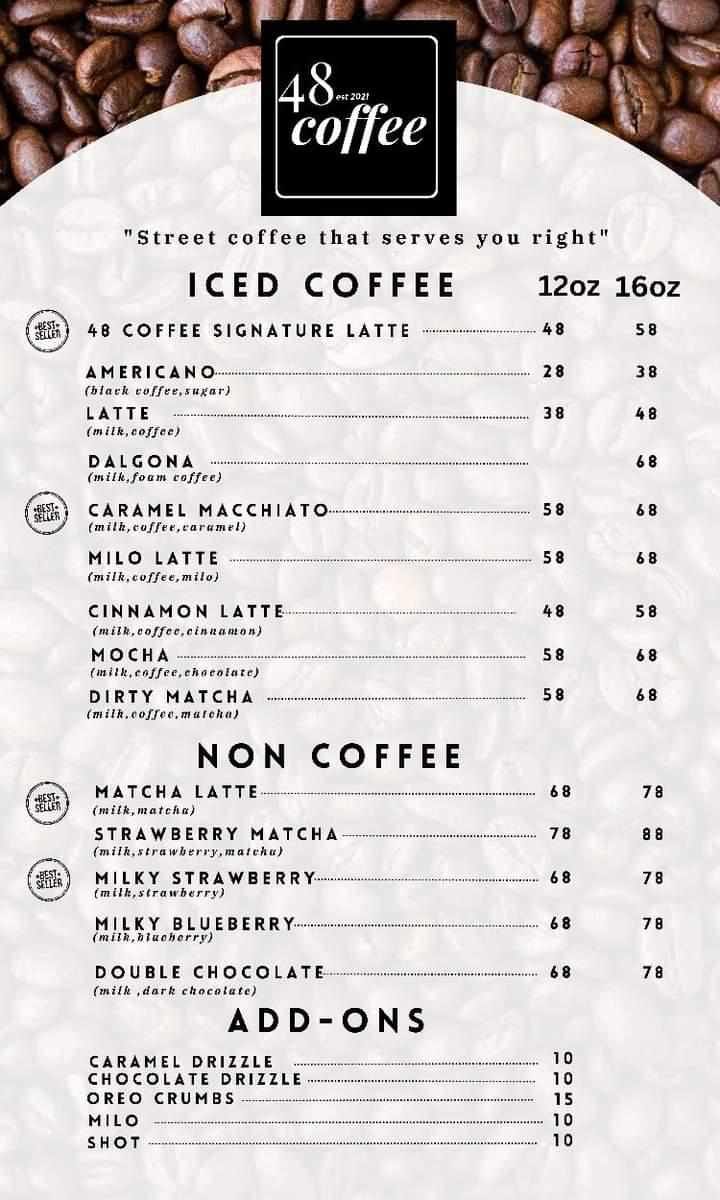 48 est 2021
coffee
"Street coffee that serves you right"
ICED COFFEE 12oz 16oz
BEST SELLER 48 COFFEE SIGNATURE LATTE 48 58
AMERICANO 28 38
(black coffee,sugar)
LATTE 38 48
(milk,coffee)
DALGONA 68
(milk,foam coffee)
BEST SELLER CARAMEL MACCHIATO 58 68
(milk,coffee,caramel)
MILO LATTE 58 68
(milk,coffee,milo)
CINNAMON LATTE 48 58
(milk,coffee,cinnamon)
MOCHA 58 68
(milk,coffee,chocolate)
DIRTY MATCHA 58 68
(milk,coffee,matcha)
NON COFFEE
BEST SELLER MATCHA LATTE 68 78
(milk,matcha)
STRAWBERRY MATCHA 78 88
(milk,strawberry,matcha)
BEST SELLER MILKY STRAWBERRY 68 78
(milk,strawberry)
MILKY BLUEBERRY 68 78
(milk,blueberry)
DOUBLE CHOCOLATE 68 78
(milk ,dark chocolate)
ADD-ONS
CARAMEL DRIZZLE 10
CHOCOLATE DRIZZLE 10
OREO CRUMBS 15
MILO 10
SHOT 10